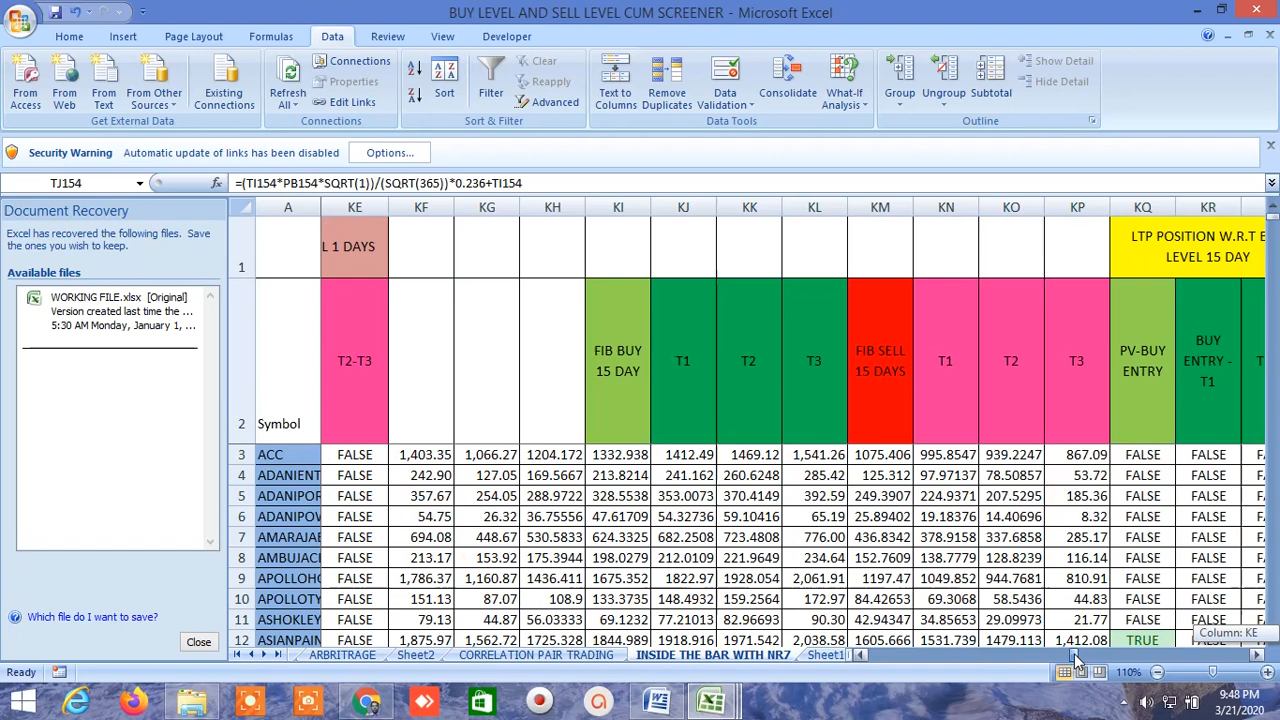 BUY LEVEL AND SELL LEVEL CUM SCREENER - Microsoft Excel
Home Insert Page Layout Formulas Data Review View Developer
From Access From Web From Text From Other Sources Existing Connections
Get External Data
Refresh All Connections Properties Edit Links
Connections
Sort Filter Clear Reapply Advanced
Sort & Filter
Text to Columns Remove Duplicates Data Validation Consolidate What-If Analysis
Data Tools
Group Ungroup Subtotal Show Detail Hide Detail
Outline
Security Warning Automatic update of links has been disabled Options...
TJ154 fx =(TI154*PB154*SQRT(1))/(SQRT(365))*0.236+TI154
Document Recovery
Excel has recovered the following files. Save the ones you wish to keep.
Available files
WORKING FILE.xlsx [Original]
Version created last time the ...
5:30 AM Monday, January 1, ...
Which file do I want to save?
Close
A KE KF KG KH KI KJ KK KL KM KN KO KP KQ KR
1 L 1 DAYS LTP POSITION W.R.T
LEVEL 15 DAY
2 Symbol T2-T3 FIB BUY 15 DAY T1 T2 T3 FIB SELL 15 DAYS T1 T2 T3 PV-BUY ENTRY BUY ENTRY - T1
3 ACC FALSE 1,403.35 1,066.27 1204.172 1332.938 1412.49 1469.12 1,541.26 1075.406 995.8547 939.2247 867.09 FALSE FALSE
4 ADANIENT FALSE 242.90 127.05 169.5667 213.8214 241.162 260.6248 285.42 125.312 97.97137 78.50857 53.72 FALSE FALSE
5 ADANIPOR FALSE 357.67 254.05 288.9722 328.5538 353.0073 370.4149 392.59 249.3907 224.9371 207.5295 185.36 FALSE FALSE
6 ADANIPOV FALSE 54.75 26.32 36.75556 47.61709 54.32736 59.10416 65.19 25.89402 19.18376 14.40696 8.32 FALSE FALSE
7 AMARAJAE FALSE 694.08 448.67 530.5833 624.3325 682.2508 723.4808 776.00 436.8342 378.9158 337.6858 285.17 FALSE FALSE
8 AMBUJACE FALSE 213.17 153.92 175.3944 198.0279 212.0109 221.9649 234.64 152.7609 138.7779 128.8239 116.14 FALSE FALSE
9 APOLLOHO FALSE 1,786.37 1,160.87 1436.411 1675.352 1822.97 1928.054 2,061.91 1197.47 1049.852 944.7681 810.91 FALSE FALSE
10 APOLLOTY FALSE 151.13 87.07 108.9 133.3735 148.4932 159.2564 172.97 84.42653 69.3068 58.5436 44.83 FALSE FALSE
11 ASHOKLEY FALSE 79.13 44.87 56.03333 69.1232 77.21013 82.96693 90.30 42.94347 34.85653 29.09973 21.77 FALSE FALSE
12 ASIANPAIN FALSE 1,875.97 1,562.72 1725.328 1844.989 1918.916 1971.542 2,038.58 1605.666 1531.739 1479.113 1,412.08 TRUE
Column: KE
ARBRITRAGE Sheet2 CORRELATION PAIR TRADING INSIDE THE BAR WITH NR7 Sheet1
Ready 110%
9:48 PM
3/21/2020